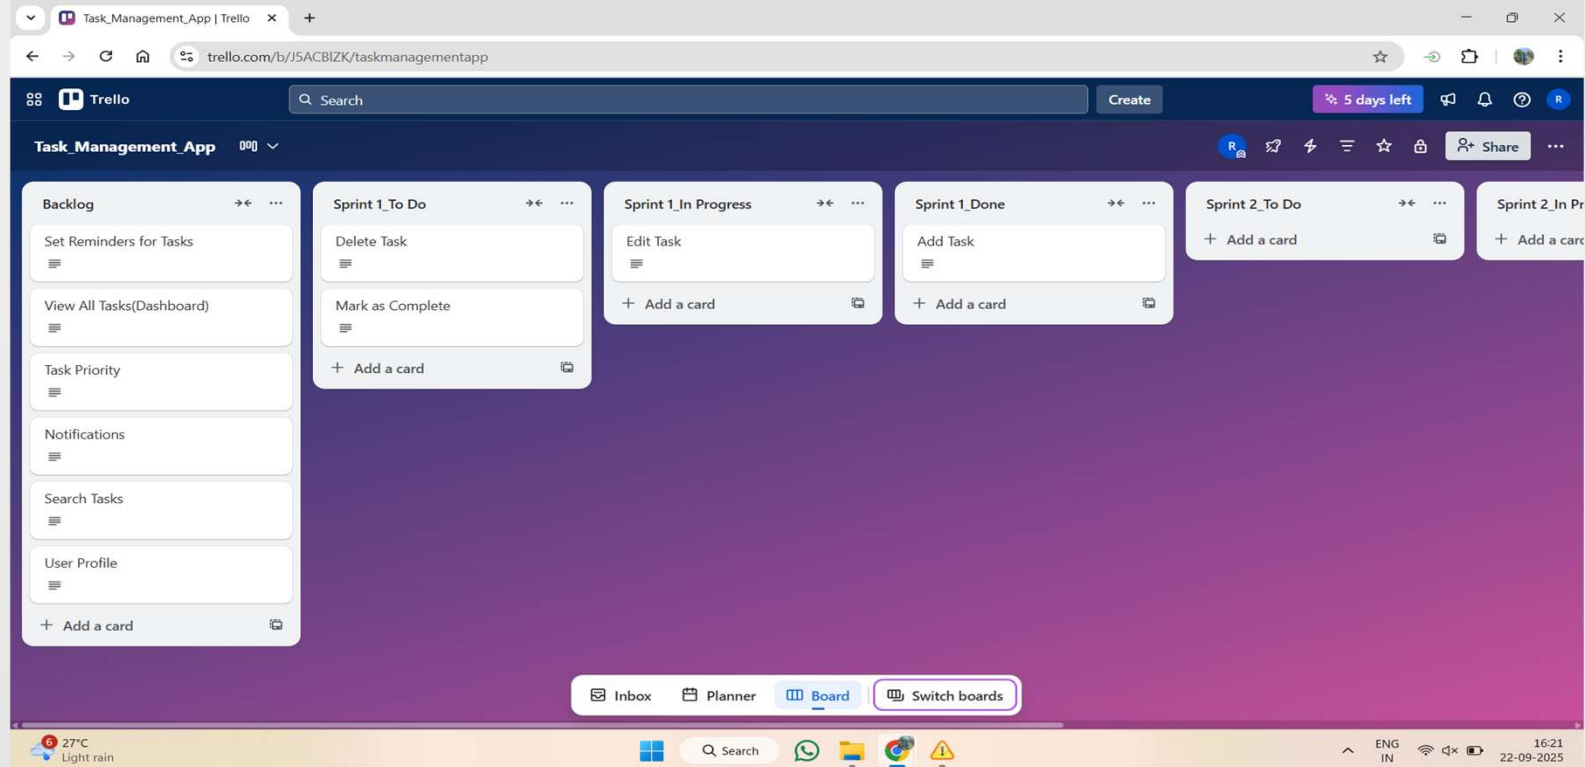 Task_Management_App | Trello
trello.com/b/J5ACBlZK/taskmanagementapp
Trello
Search
Create
5 days left
R
Task_Management_App
R
Share
Backlog
Set Reminders for Tasks
View All Tasks(Dashboard)
Task Priority
Notifications
Search Tasks
User Profile
Add a card
Sprint 1_To Do
Delete Task
Mark as Complete
Add a card
Sprint 1_In Progress
Edit Task
Add a card
Sprint 1_Done
Add Task
Add a card
Sprint 2_To Do
Add a card
Sprint 2_In Pr
Add a card
Inbox
Planner
Board
Switch boards
6
27°C
Light rain
Search
ENG
IN
16:21
22-09-2025